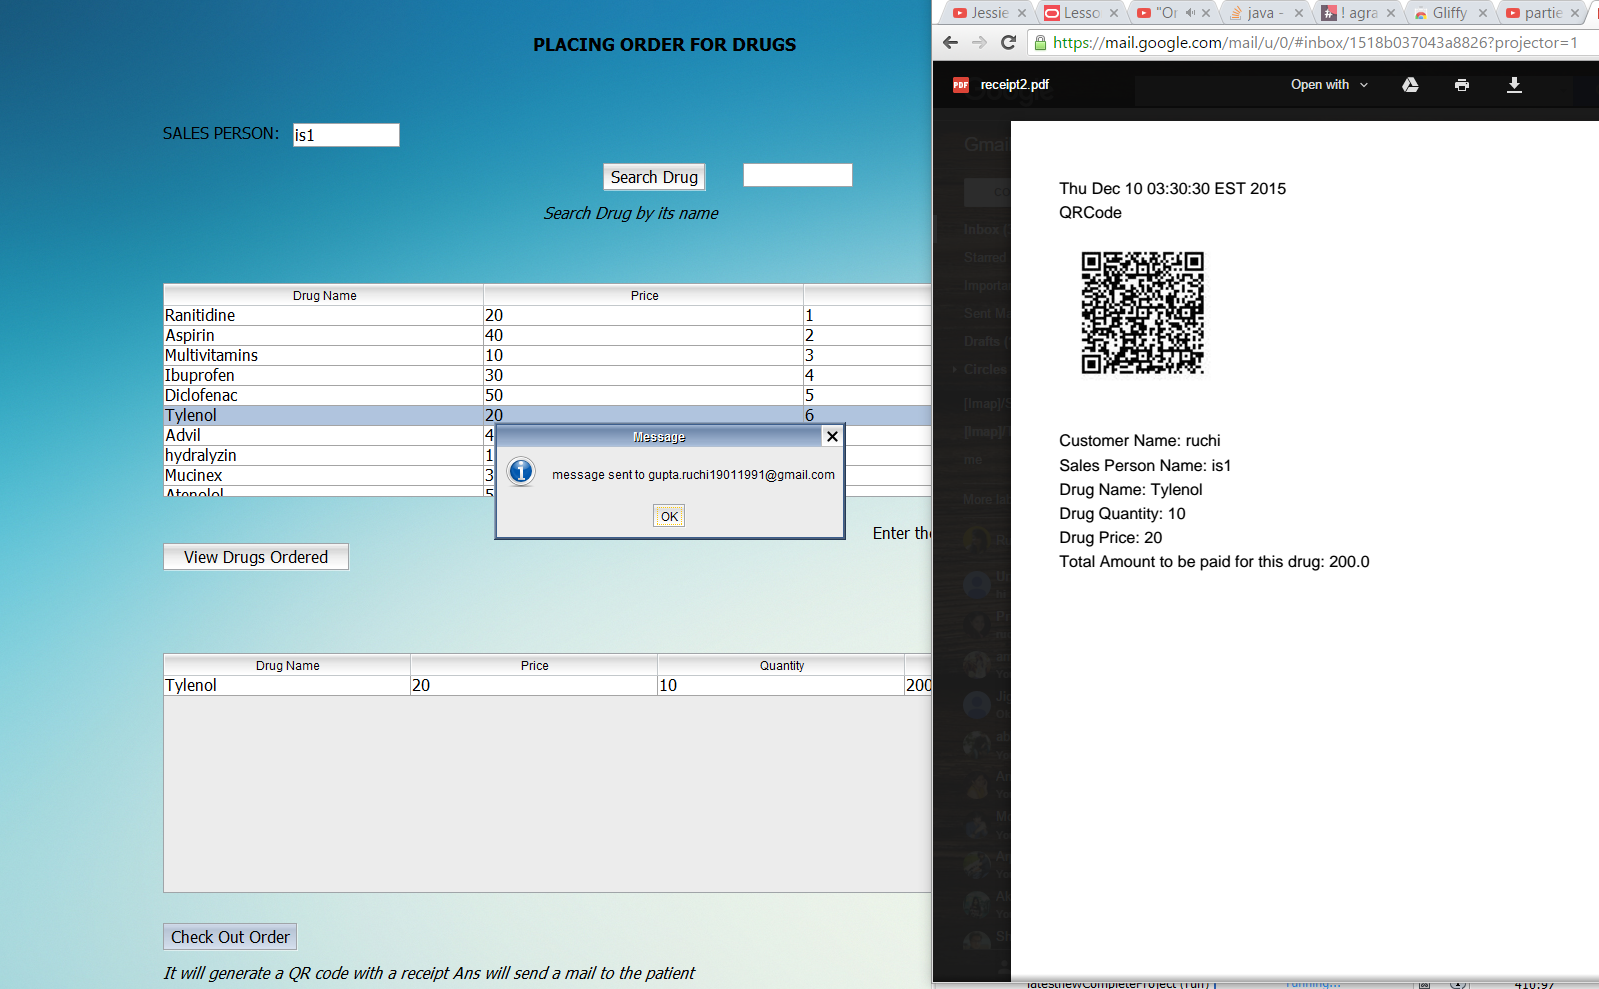 PLACING ORDER FOR DRUGS
SALES PERSON: is1
Search Drug
Search Drug by its name
Drug Name Price
Ranitidine 20 1
Aspirin 40 2
Multivitamins 10 3
Ibuprofen 30 4
Diclofenac 50 5
Tylenol 20 6
Advil 4
hydralyzin 1
Mucinex 3
Atenolol 5
Message
message sent to gupta.ruchi19011991@gmail.com
OK
Enter the
View Drugs Ordered
Drug Name Price Quantity
Tylenol 20 10 200
Check Out Order
It will generate a QR code with a receipt Ans will send a mail to the patient
Jessie Lesso "Or java - ! agra Gliffy partie
https://mail.google.com/mail/u/0/#inbox/1518b037043a8826?projector=1
PDF receipt2.pdf Open with
Google
Gmai
Inbox (
Starred
Importan
Sent Ma
Drafts (
Circles
[Imap]/S
[Imap]/
me
More lab
Thu Dec 10 03:30:30 EST 2015
QRCode
Customer Name: ruchi
Sales Person Name: is1
Drug Name: Tylenol
Drug Quantity: 10
Drug Price: 20
Total Amount to be paid for this drug: 200.0
latestnewCompleteProject (run) running... 410:97